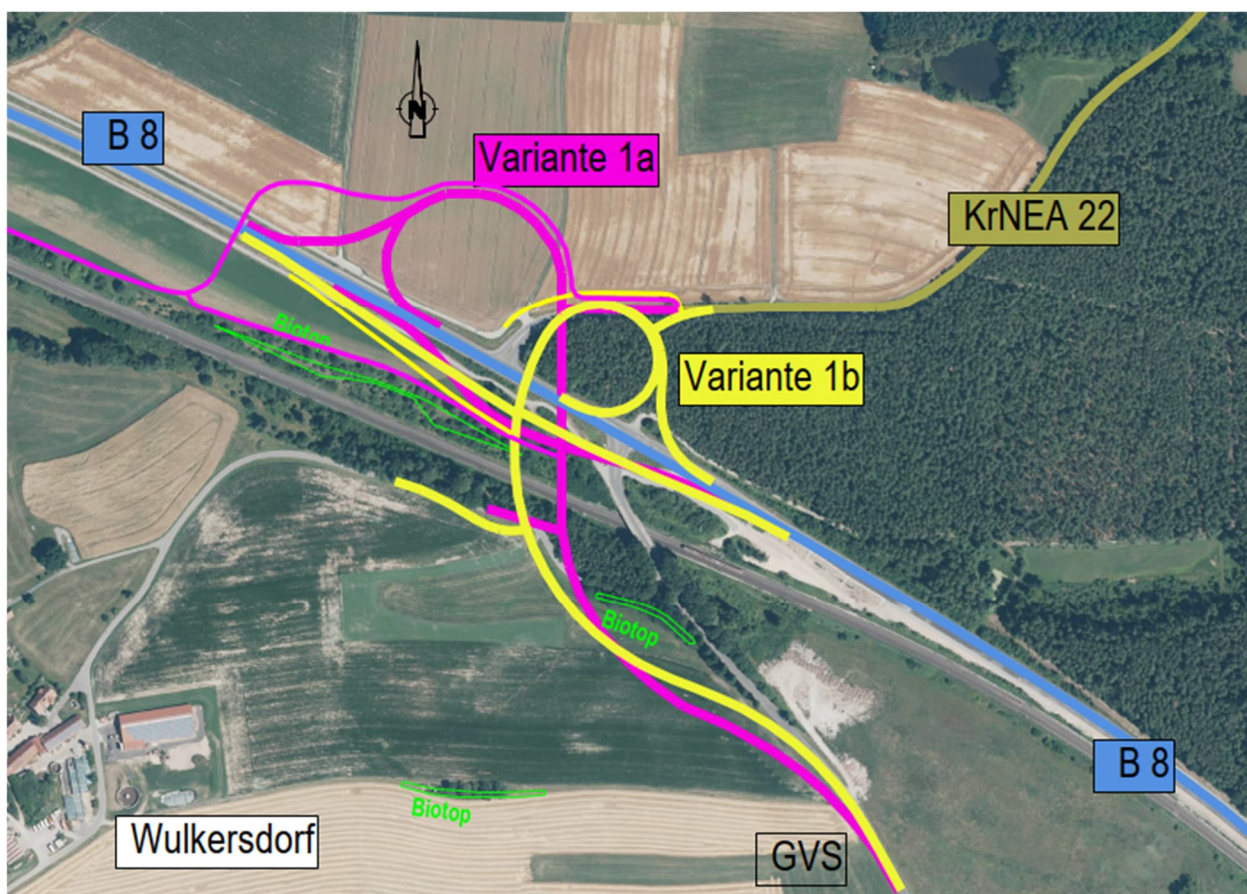 B 8
N
Variante 1a
KrNEA 22
Biotop
Variante 1b
Biotop
B 8
Biotop
Wulkersdorf
GVS